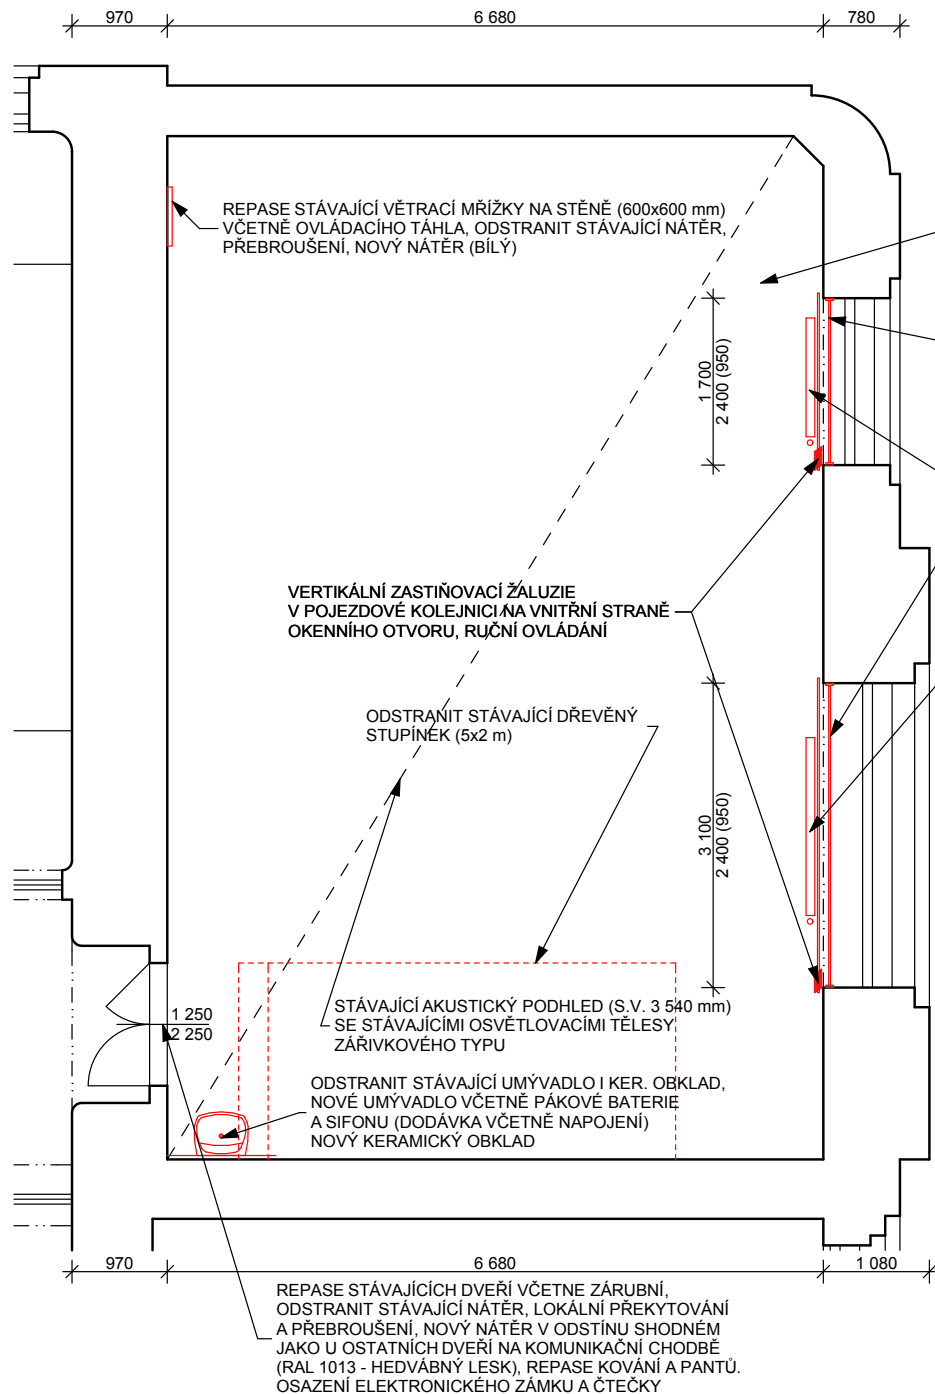 970
6 680
780
REPASE STÁVAJÍCÍ VĚTRACÍ MŘÍŽKY NA STĚNĚ (600x600 mm)
VČETNĚ OVLÁDACÍHO TÁHLA, ODSTRANIT STÁVAJÍCÍ NÁTĚR,
PŘEBROUŠENÍ, NOVÝ NÁTĚR (BÍLÝ)
1 700
2 400 (950)
VERTIKÁLNÍ ZASTIŇOVACÍ ŽALUZIE
V POJEZDOVÉ KOLEJNICI NA VNITŘNÍ STRANĚ
OKENNÍHO OTVORU, RUČNÍ OVLÁDÁNÍ
ODSTRANIT STÁVAJÍCÍ DŘEVĚNÝ
STUPÍNEK (5x2 m)
3 100
2 400 (950)
STÁVAJÍCÍ AKUSTICKÝ PODHLED (S.V. 3 540 mm)
SE STÁVAJÍCÍMI OSVĚTLOVACÍMI TĚLESY
ZÁŘIVKOVÉHO TYPU
1 250
2 250
ODSTRANIT STÁVAJÍCÍ UMÝVADLO I KER. OBKLAD,
NOVÉ UMÝVADLO VČETNĚ PÁKOVÉ BATERIE
A SIFONU (DODÁVKA VČETNĚ NAPOJENÍ)
NOVÝ KERAMICKÝ OBKLAD
970
6 680
1 080
REPASE STÁVAJÍCÍCH DVEŘÍ VČETNE ZÁRUBNÍ,
ODSTRANIT STÁVAJÍCÍ NÁTĚR, LOKÁLNÍ PŘEKYTOVÁNÍ
A PŘEBROUŠENÍ, NOVÝ NÁTĚR V ODSTÍNU SHODNÉM
JAKO U OSTATNÍCH DVEŘÍ NA KOMUNIKAČNÍ CHODBĚ
(RAL 1013 - HEDVÁBNÝ LESK), REPASE KOVÁNÍ A PANTŮ.
OSAZENÍ ELEKTRONICKÉHO ZÁMKU A ČTEČKY